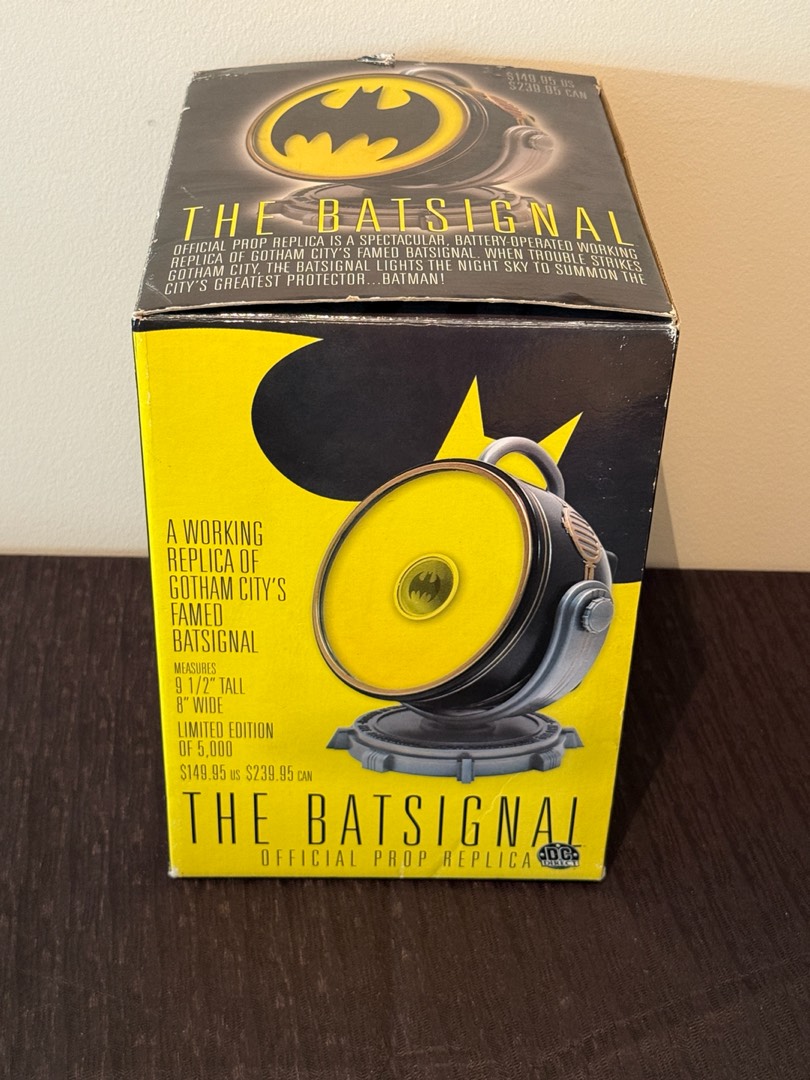 $149.95 US
$239.95 CAN
THE BATSIGNAL
OFFICIAL PROP REPLICA IS A SPECTACULAR, BATTERY-OPERATED WORKING
REPLICA OF GOTHAM CITY'S FAMED BATSIGNAL. WHEN TROUBLE STRIKES
GOTHAM CITY, THE BATSIGNAL LIGHTS THE NIGHT SKY TO SUMMON THE
CITY'S GREATEST PROTECTOR...BATMAN!
A WORKING
REPLICA OF
GOTHAM CITY'S
FAMED
BATSIGNAL
MEASURES
9 1/2" TALL
8" WIDE
LIMITED EDITION
OF 5,000
$149.95 US $239.95 CAN
THE BATSIGNAL
OFFICIAL PROP REPLICA
DC
DIRECT